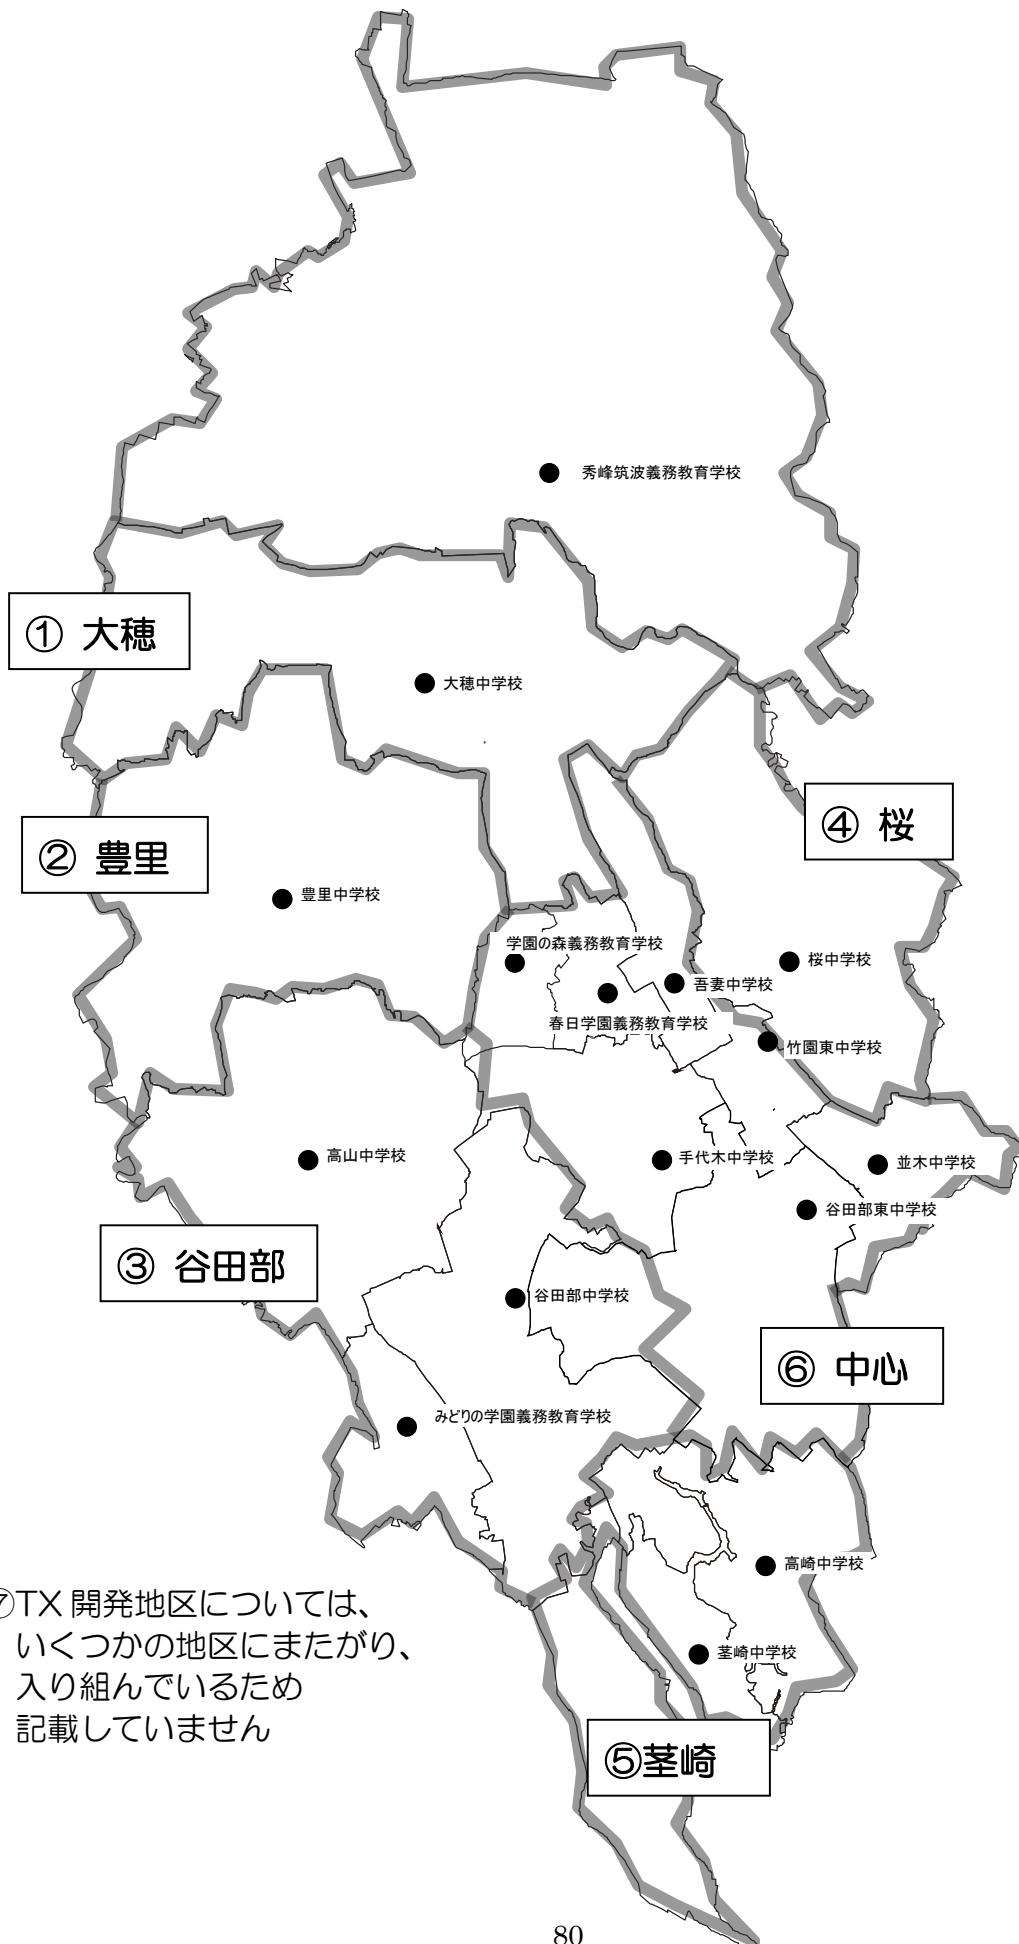 秀峰筑波義務教育学校
① 大穂
大穂中学校
④ 桜
② 豊里
豊里中学校
学園の森義務教育学校
桜中学校
吾妻中学校
春日学園義務教育学校
竹園東中学校
高山中学校
手代木中学校
並木中学校
谷田部東中学校
③ 谷田部
谷田部中学校
⑥ 中心
みどりの学園義務教育学校
高崎中学校
⑦TX 開発地区については、
いくつかの地区にまたがり、
入り組んでいるため
記載していません
茎崎中学校
⑤茎崎
80